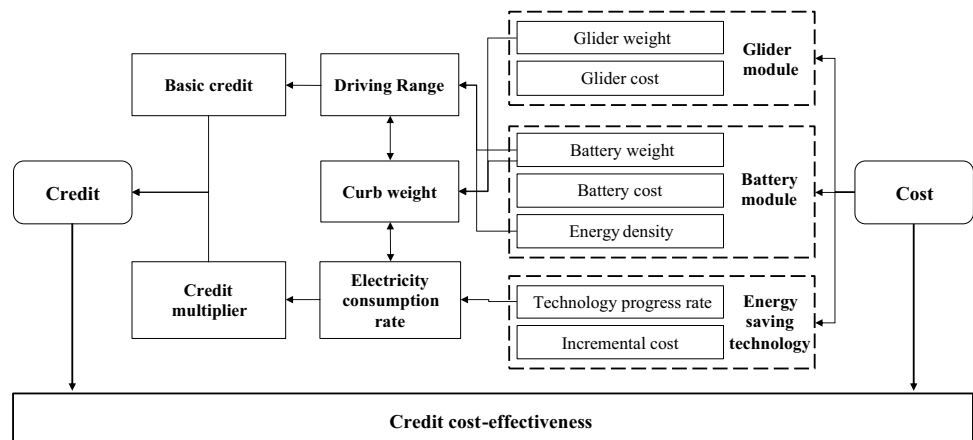 Glider weight
Glider cost
Glider
module
Basic credit
Driving Range
Battery weight
Battery cost
Energy density
Battery
module
Credit
Curb weight
Cost
Credit
multiplier
Electricity
consumption
rate
Technology progress rate
Incremental cost
Energy
saving
technology
Credit cost-effectiveness